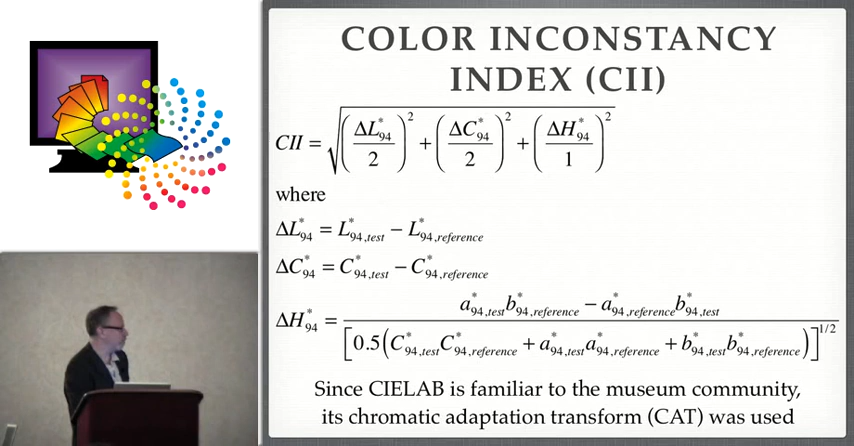 COLOR INCONSTANCY
INDEX (CII)
CII = √((ΔL*94/2)² + (ΔC*94/2)² + (ΔH*94/1)²)
where
ΔL*94 = L*94,test − L*94,reference
ΔC*94 = C*94,test − C*94,reference
ΔH*94 = (a*94,test b*94,reference − a*94,reference b*94,test) / [0.5(C*94,test C*94,reference + a*94,test a*94,reference + b*94,test b*94,reference)]^1/2
Since CIELAB is familiar to the museum community,
its chromatic adaptation transform (CAT) was used